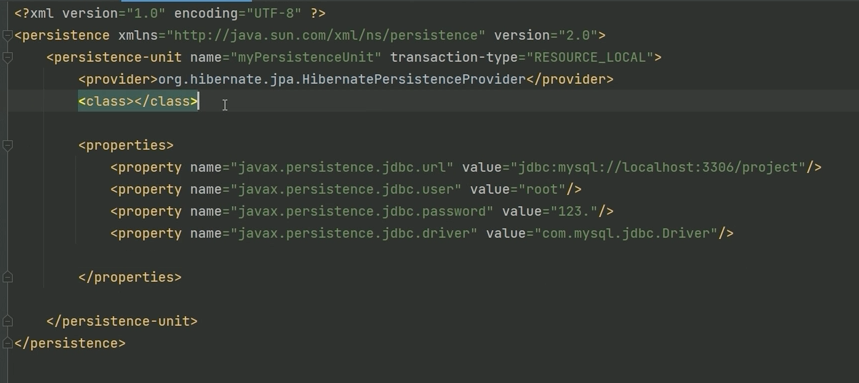 <?xml version="1.0" encoding="UTF-8" ?>
<persistence xmlns="http://java.sun.com/xml/ns/persistence" version="2.0">
<persistence-unit name="myPersistenceUnit" transaction-type="RESOURCE_LOCAL">
<provider>org.hibernate.jpa.HibernatePersistenceProvider</provider>
<class></class>
<properties>
<property name="javax.persistence.jdbc.url" value="jdbc:mysql://localhost:3306/project"/>
<property name="javax.persistence.jdbc.user" value="root"/>
<property name="javax.persistence.jdbc.password" value="123."/>
<property name="javax.persistence.jdbc.driver" value="com.mysql.jdbc.Driver"/>
</properties>
</persistence-unit>
</persistence>